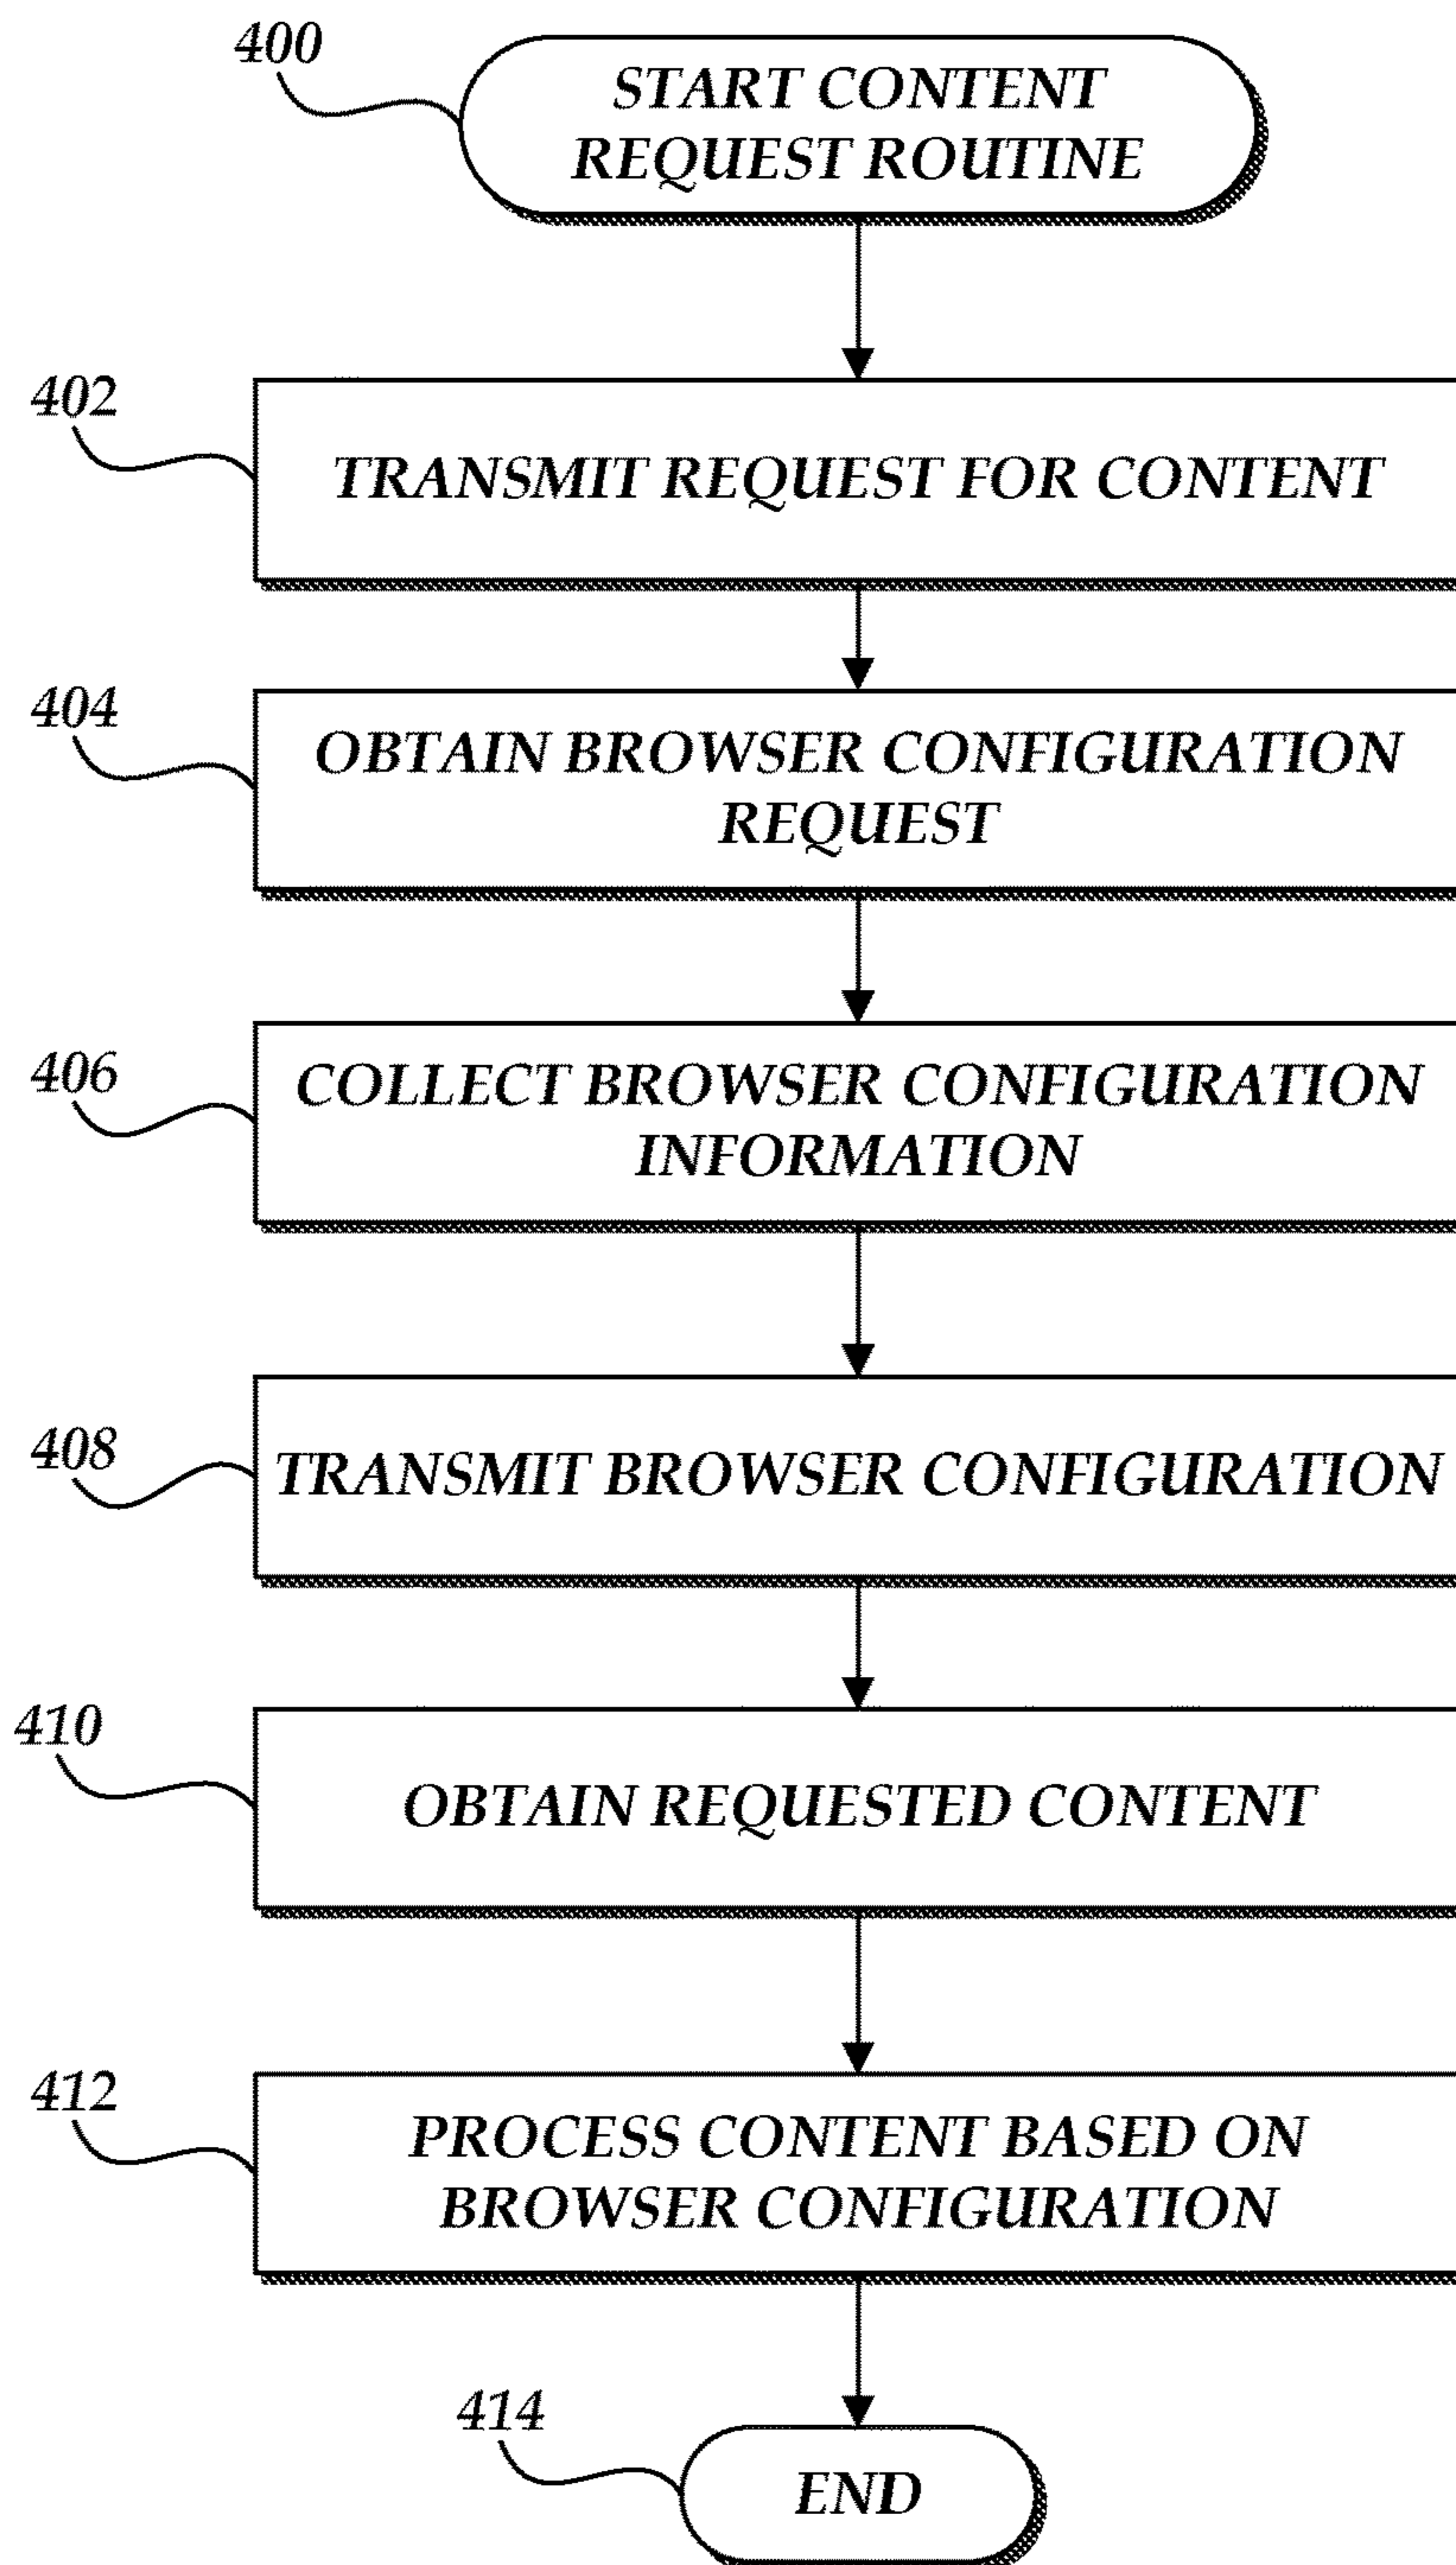 400
START CONTENT
REQUEST ROUTINE
402
TRANSMIT REQUEST FOR CONTENT
404
OBTAIN BROWSER CONFIGURATION
REQUEST
406
COLLECT BROWSER CONFIGURATION
INFORMATION
408
TRANSMIT BROWSER CONFIGURATION
410
OBTAIN REQUESTED CONTENT
412
PROCESS CONTENT BASED ON
BROWSER CONFIGURATION
414
END